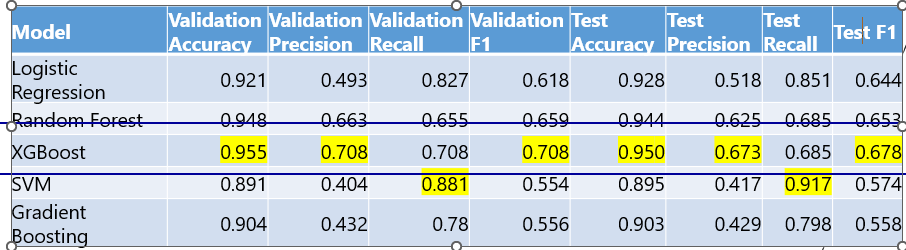 Model Validation Accuracy Validation Precision Validation Recall Validation F1 Test Accuracy Test Precision Test Recall Test F1
Logistic Regression 0.921 0.493 0.827 0.618 0.928 0.518 0.851 0.644
Random Forest 0.948 0.663 0.655 0.659 0.944 0.625 0.685 0.653
XGBoost 0.955 0.708 0.708 0.708 0.950 0.673 0.685 0.678
SVM 0.891 0.404 0.881 0.554 0.895 0.417 0.917 0.574
Gradient Boosting 0.904 0.432 0.78 0.556 0.903 0.429 0.798 0.558